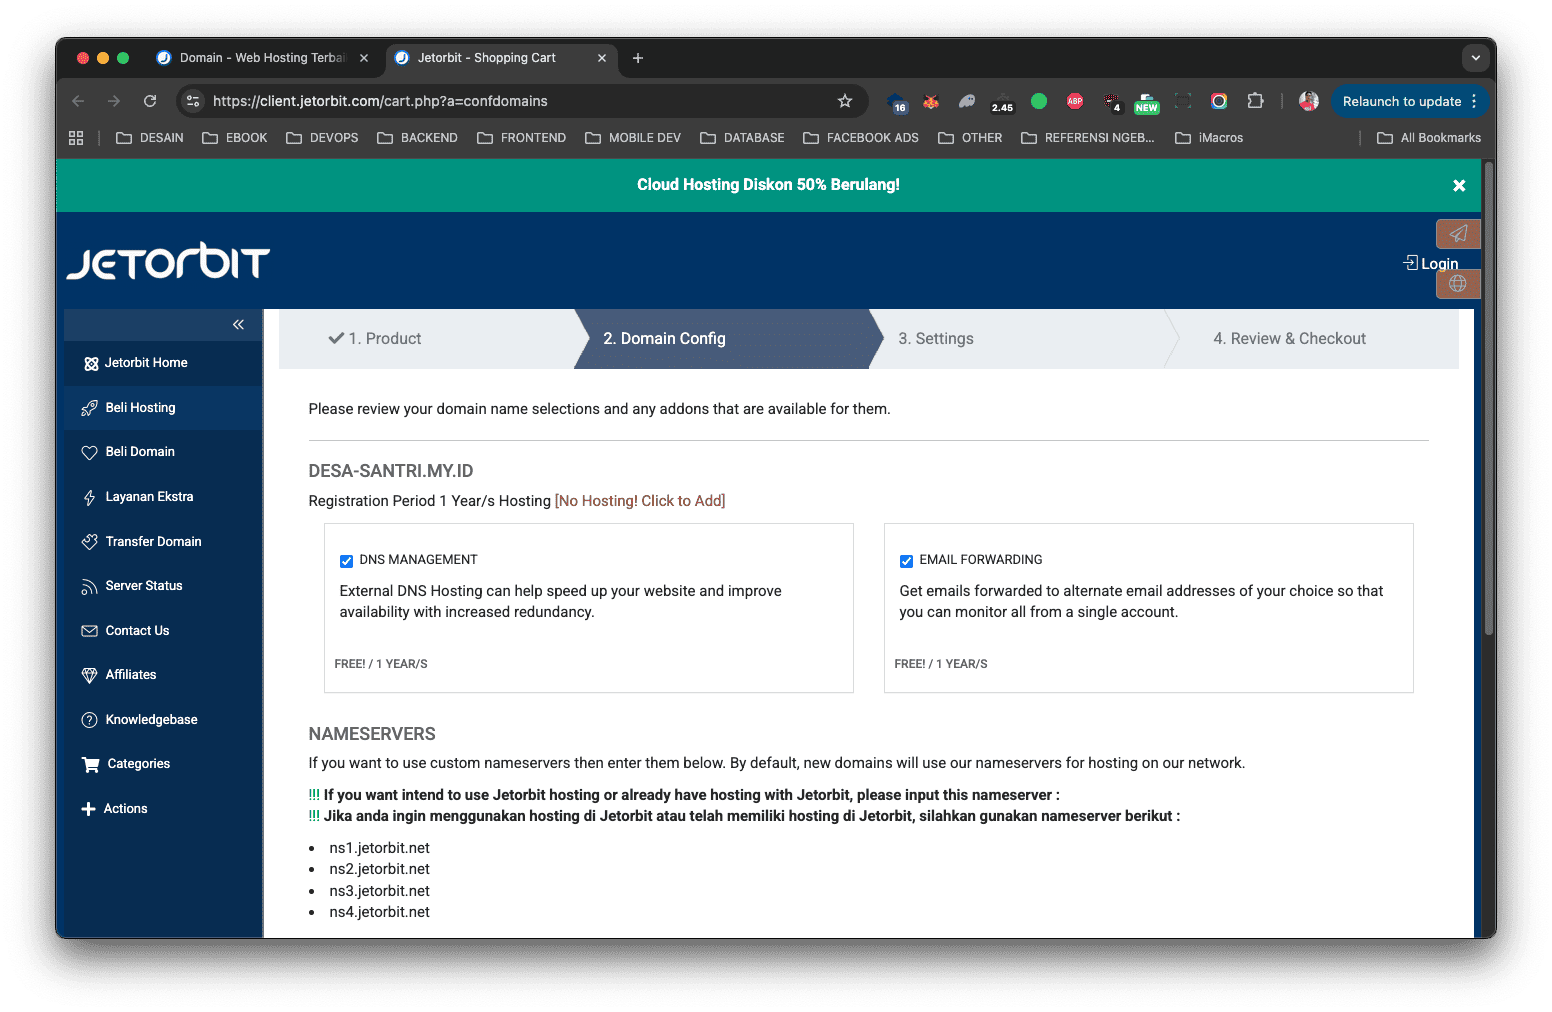 Domain - Web Hosting Terbai
Jetorbit - Shopping Cart
https://client.jetorbit.com/cart.php?a=confdomains
16
2.45
ABP
4
NEW
Relaunch to update
DESAIN
EBOOK
DEVOPS
BACKEND
FRONTEND
MOBILE DEV
DATABASE
FACEBOOK ADS
OTHER
REFERENSI NGEB...
iMacros
All Bookmarks
Cloud Hosting Diskon 50% Berulang!
JETORBIT
Login
Jetorbit Home
Beli Hosting
Beli Domain
Layanan Ekstra
Transfer Domain
Server Status
Contact Us
Affiliates
Knowledgebase
Categories
Actions
1. Product
2. Domain Config
3. Settings
4. Review & Checkout
Please review your domain name selections and any addons that are available for them.
DESA-SANTRI.MY.ID
Registration Period 1 Year/s Hosting [No Hosting! Click to Add]
DNS MANAGEMENT
External DNS Hosting can help speed up your website and improve
availability with increased redundancy.
FREE! / 1 YEAR/S
EMAIL FORWARDING
Get emails forwarded to alternate email addresses of your choice so that
you can monitor all from a single account.
FREE! / 1 YEAR/S
NAMESERVERS
If you want to use custom nameservers then enter them below. By default, new domains will use our nameservers for hosting on our network.
!!! If you want intend to use Jetorbit hosting or already have hosting with Jetorbit, please input this nameserver :
!!! Jika anda ingin menggunakan hosting di Jetorbit atau telah memiliki hosting di Jetorbit, silahkan gunakan nameserver berikut :
• ns1.jetorbit.net
• ns2.jetorbit.net
• ns3.jetorbit.net
• ns4.jetorbit.net